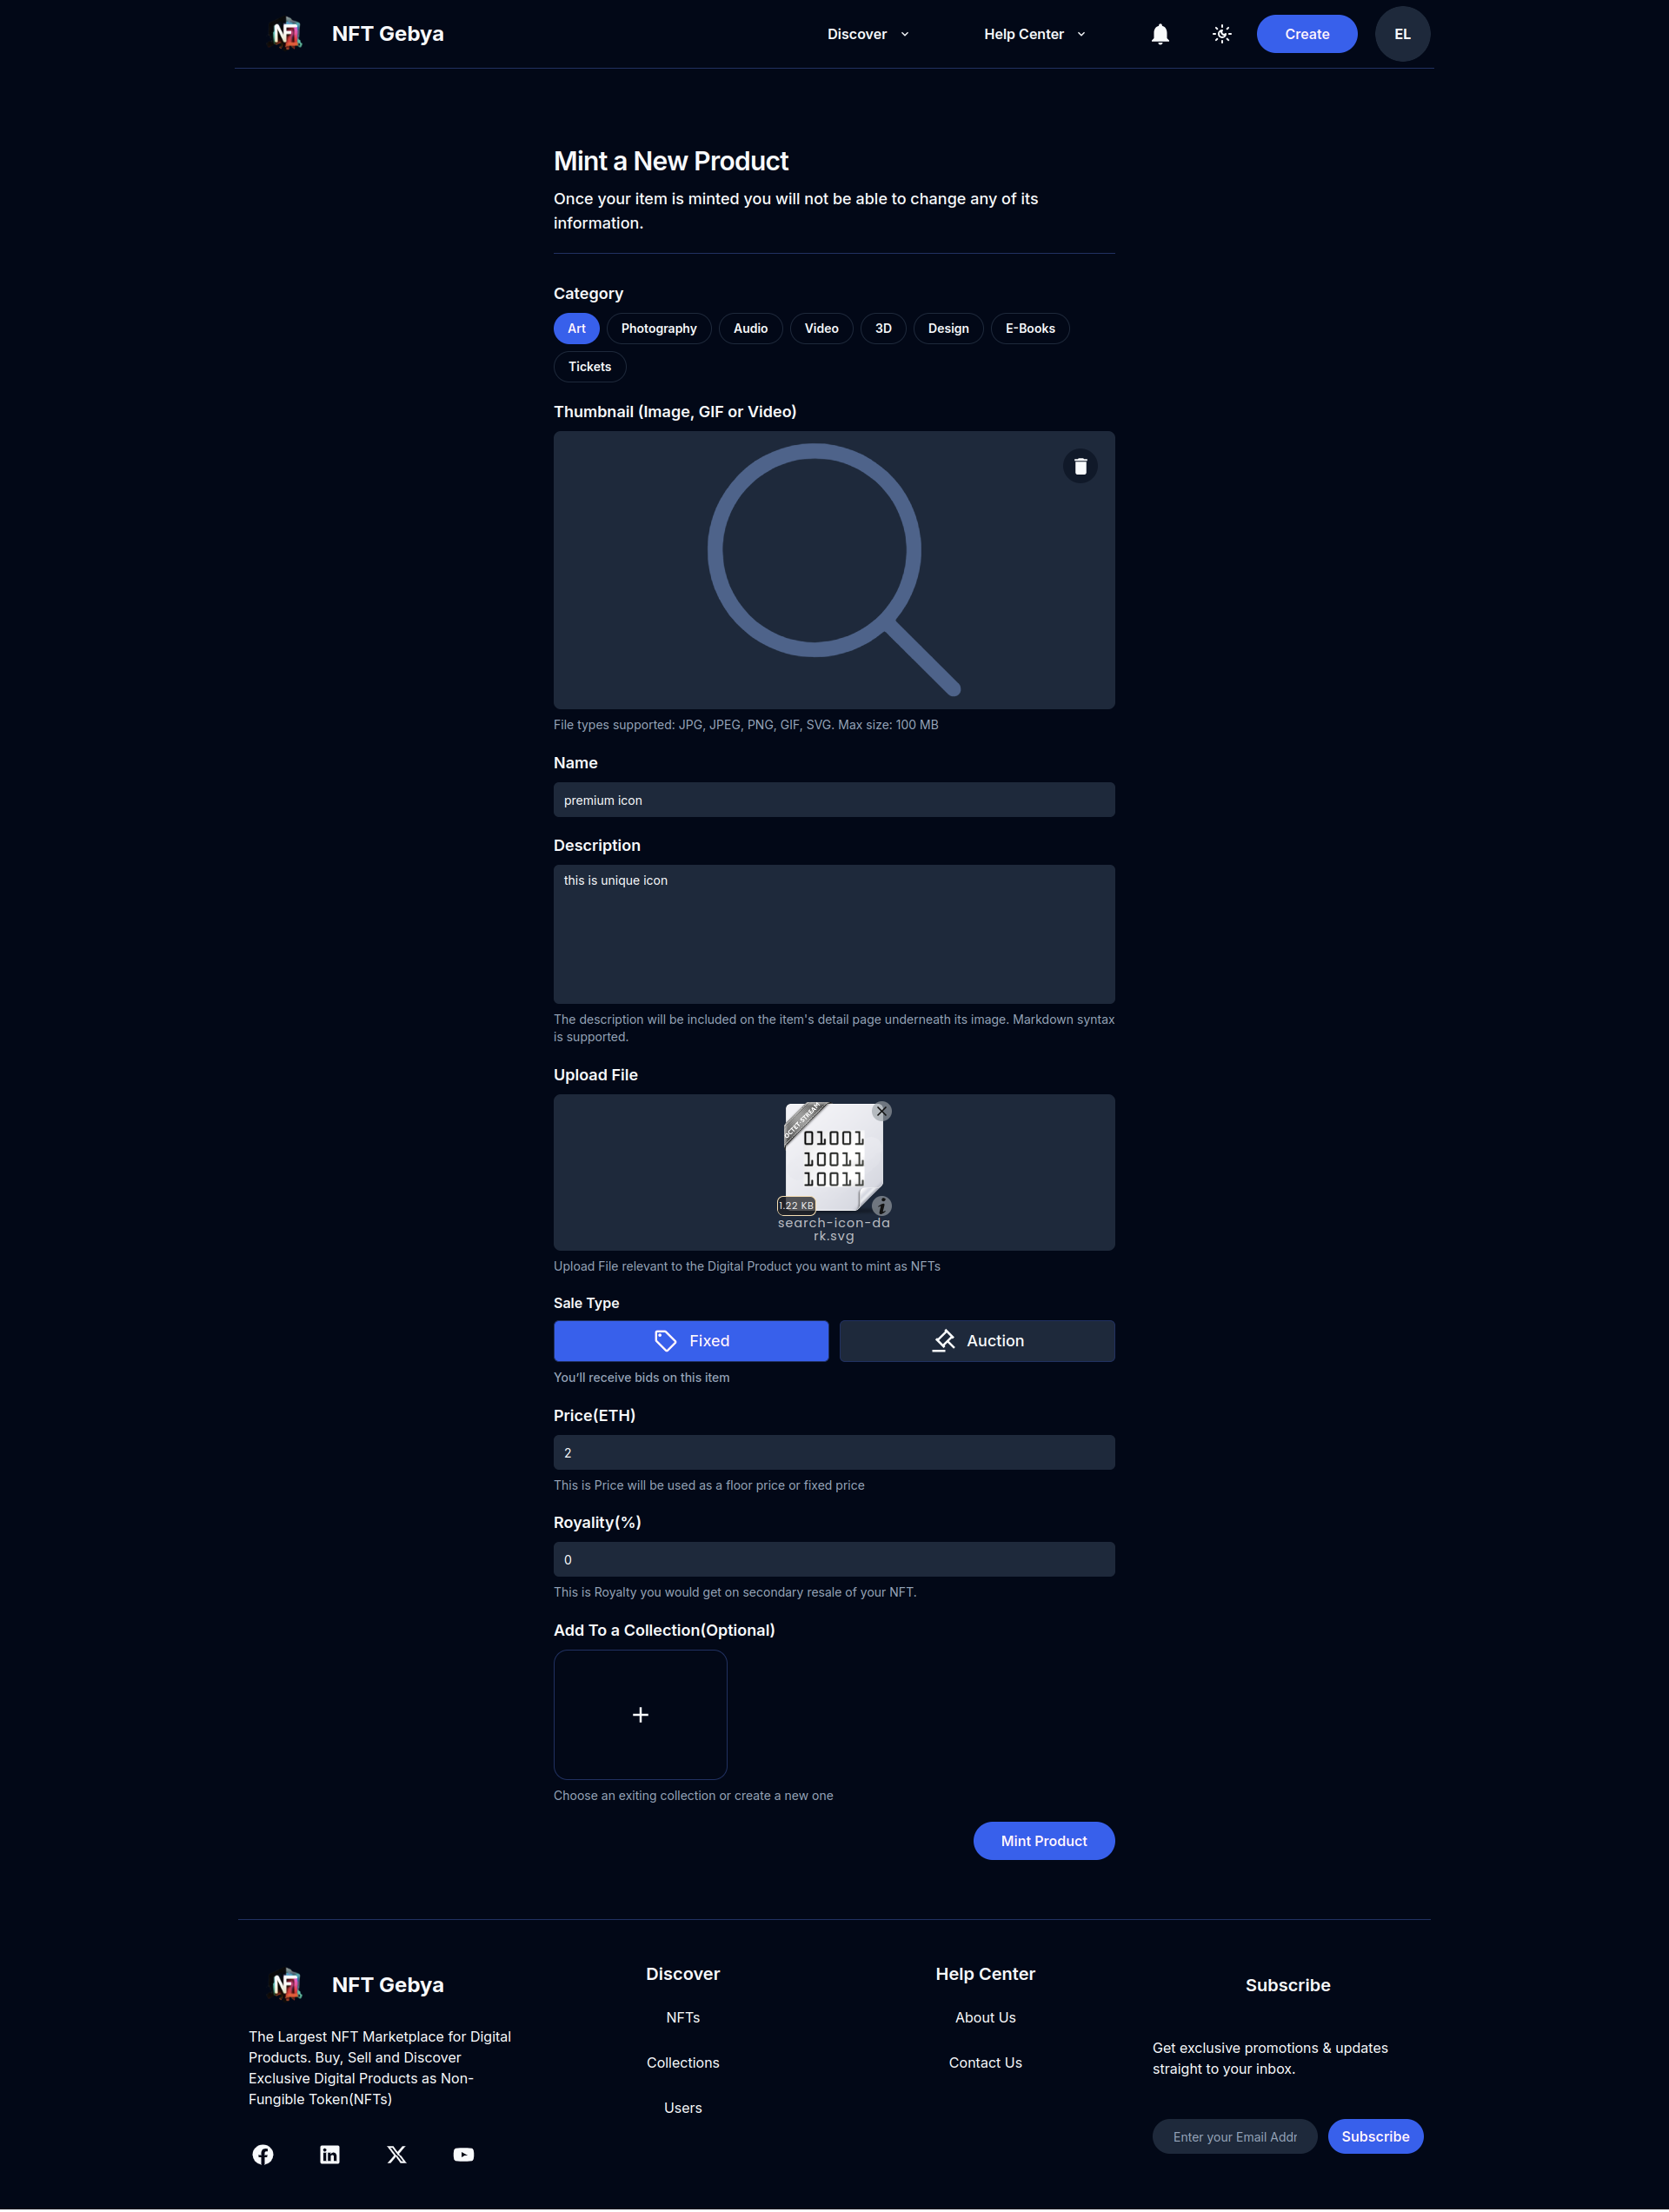 NFT Gebya
Discover
Help Center
Create
EL
Mint a New Product
Once your item is minted you will not be able to change any of its
information.
Category
Art
Photography
Audio
Video
3D
Design
E-Books
Tickets
Thumbnail (Image, GIF or Video)
File types supported: JPG, JPEG, PNG, GIF, SVG. Max size: 100 MB
Name
premium icon
Description
this is unique icon
The description will be included on the item's detail page underneath its image. Markdown syntax
is supported.
Upload File
OCTET-STREAM
01001
10011
10011
1.22 KB
search-icon-da
rk.svg
Upload File relevant to the Digital Product you want to mint as NFTs
Sale Type
Fixed
Auction
You'll receive bids on this item
Price(ETH)
2
This is Price will be used as a floor price or fixed price
Royality(%)
0
This is Royalty you would get on secondary resale of your NFT.
Add To a Collection(Optional)
Choose an exiting collection or create a new one
Mint Product
NFT Gebya
The Largest NFT Marketplace for Digital
Products. Buy, Sell and Discover
Exclusive Digital Products as Non-
Fungible Token(NFTs)
Discover
NFTs
Collections
Users
Help Center
About Us
Contact Us
Subscribe
Get exclusive promotions & updates
straight to your inbox.
Enter your Email Addr
Subscribe